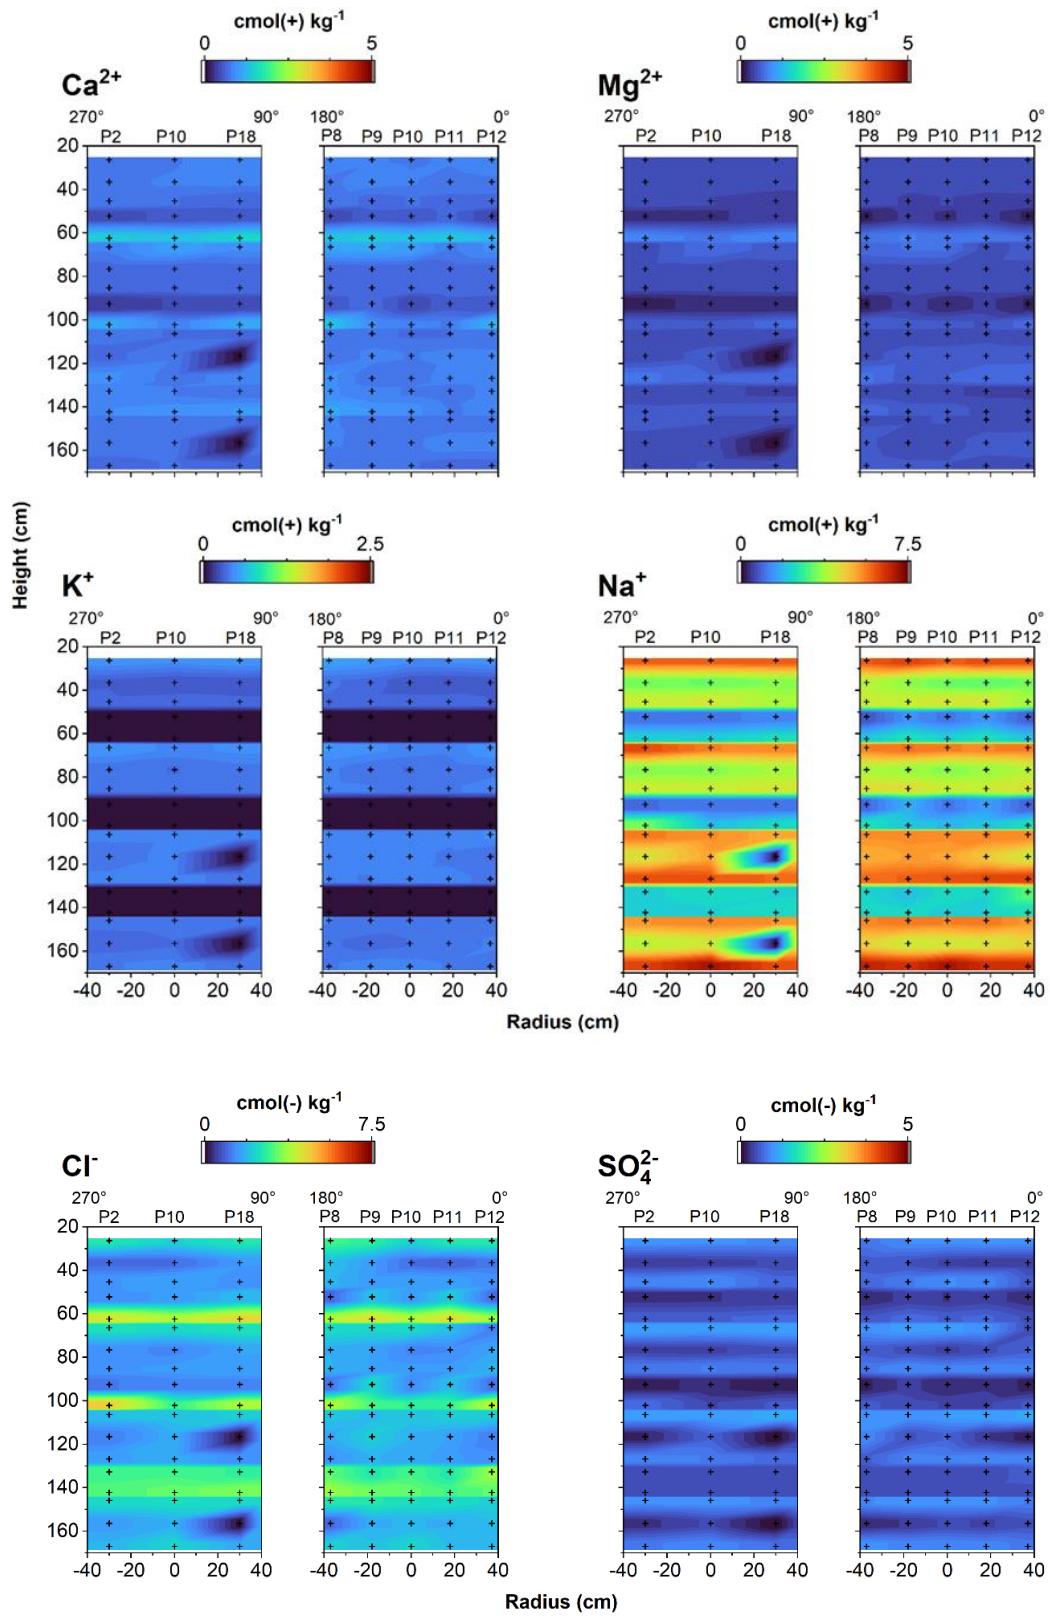 cmol(+) kg-1 cmol(+) kg-1
0 5 0 5
Ca2+ Mg2+
270° 90° 180° 0° 270° 90° 180° 0°
P2 P10 P18 P8 P9 P10 P11 P12 P2 P10 P18 P8 P9 P10 P11 P12
20
40
60
80
100
120
140
160
Height (cm)
cmol(+) kg-1 cmol(+) kg-1
0 2.5 0 7.5
K+ Na+
270° 90° 180° 0° 270° 90° 180° 0°
P2 P10 P18 P8 P9 P10 P11 P12 P2 P10 P18 P8 P9 P10 P11 P12
20
40
60
80
100
120
140
160
-40 -20 0 20 40 -40 -20 0 20 40 -40 -20 0 20 40 -40 -20 0 20 40
Radius (cm)
cmol(-) kg-1 cmol(-) kg-1
0 7.5 0 5
Cl- SO42-
270° 90° 180° 0° 270° 90° 180° 0°
P2 P10 P18 P8 P9 P10 P11 P12 P2 P10 P18 P8 P9 P10 P11 P12
20
40
60
80
100
120
140
160
-40 -20 0 20 40 -40 -20 0 20 40 -40 -20 0 20 40 -40 -20 0 20 40
Radius (cm)